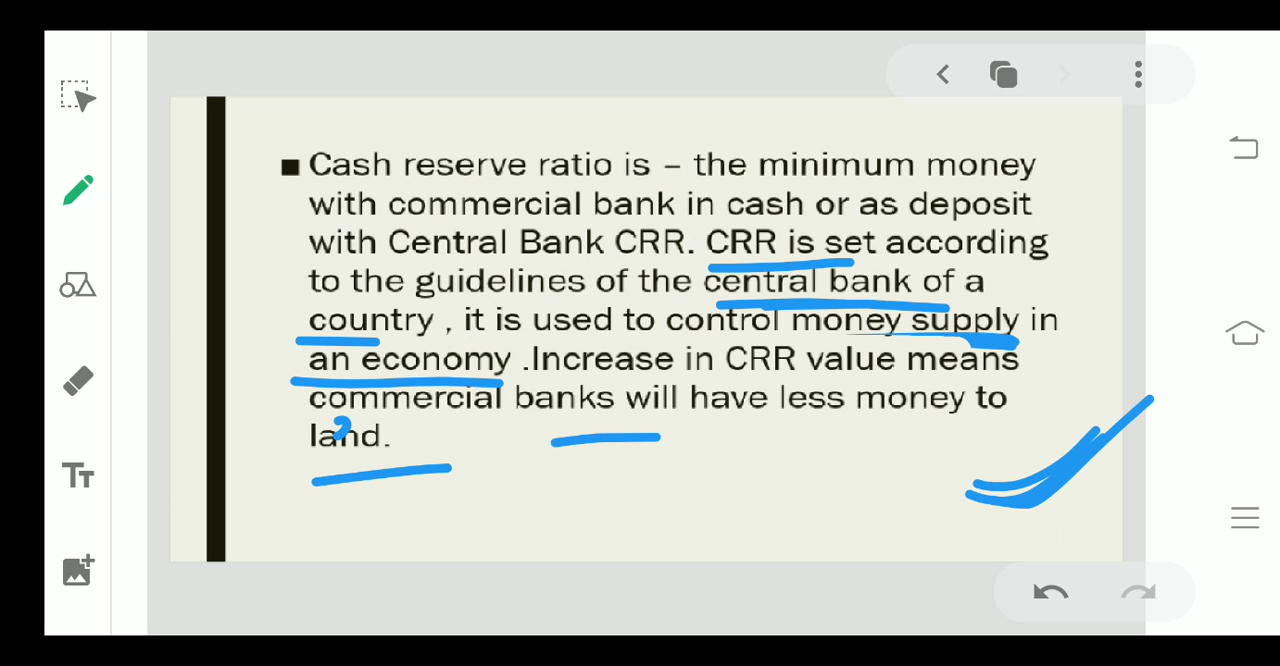 ■ Cash reserve ratio is – the minimum money
with commercial bank in cash or as deposit
with Central Bank CRR. CRR is set according
to the guidelines of the central bank of a
country , it is used to control money supply in
an economy .Increase in CRR value means
commercial banks will have less money to
land.
TT